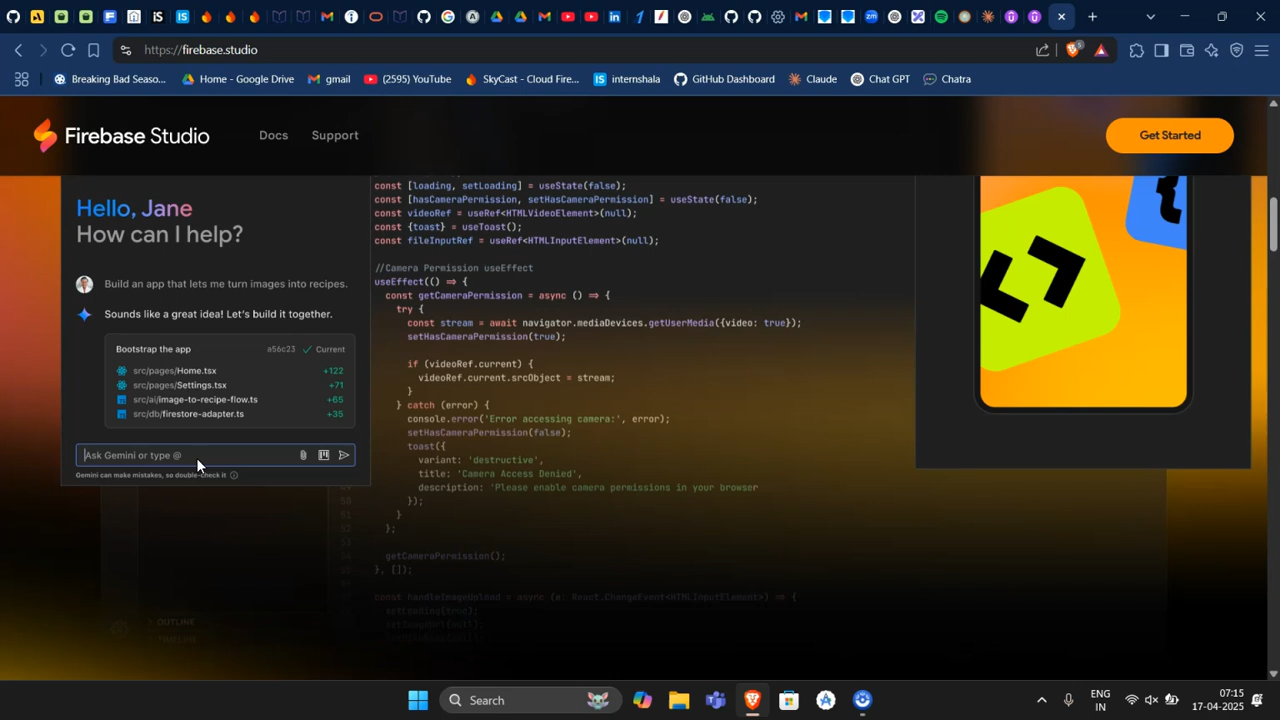 https://firebase.studio
5
Breaking Bad Seaso...
Home - Google Drive
gmail
(2595) YouTube
SkyCast - Cloud Fire...
internshala
GitHub Dashboard
Claude
Chat GPT
Chatra
Firebase Studio
Docs
Support
Get Started
Hello, Jane
How can I help?
Build an app that lets me turn images into recipes.
Sounds like a great idea! Let's build it together.
Bootstrap the app
a56c23
Current
src/pages/Home.tsx
+122
src/pages/Settings.tsx
+71
src/ai/image-to-recipe-flow.ts
+65
src/db/firestore-adapter.ts
+35
Ask Gemini or type @
Gemini can make mistakes, so double-check it
const [loading, setLoading] = useState(false);
const [hasCameraPermission, setHasCameraPermission] = useState(false);
const videoRef = useRef<HTMLVideoElement>(null);
const {toast} = useToast();
const fileInputRef = useRef<HTMLInputElement>(null);
//Camera Permission useEffect
useEffect(() => {
const getCameraPermission = async () => {
try {
const stream = await navigator.mediaDevices.getUserMedia({video: true});
setHasCameraPermission(true);
if (videoRef.current) {
videoRef.current.srcObject = stream;
}
} catch (error) {
console.error('Error accessing camera:', error);
setHasCameraPermission(false);
toast({
variant: 'destructive',
title: 'Camera Access Denied',
description: 'Please enable camera permissions in your browser
});
}
};
getCameraPermission();
}, []);
const handleImageUpload = async (e: React.ChangeEvent<HTMLInputElement>) => {
setLoading(true);
OUTLINE
TIMELINE
Search
ENG
IN
07:15
17-04-2025